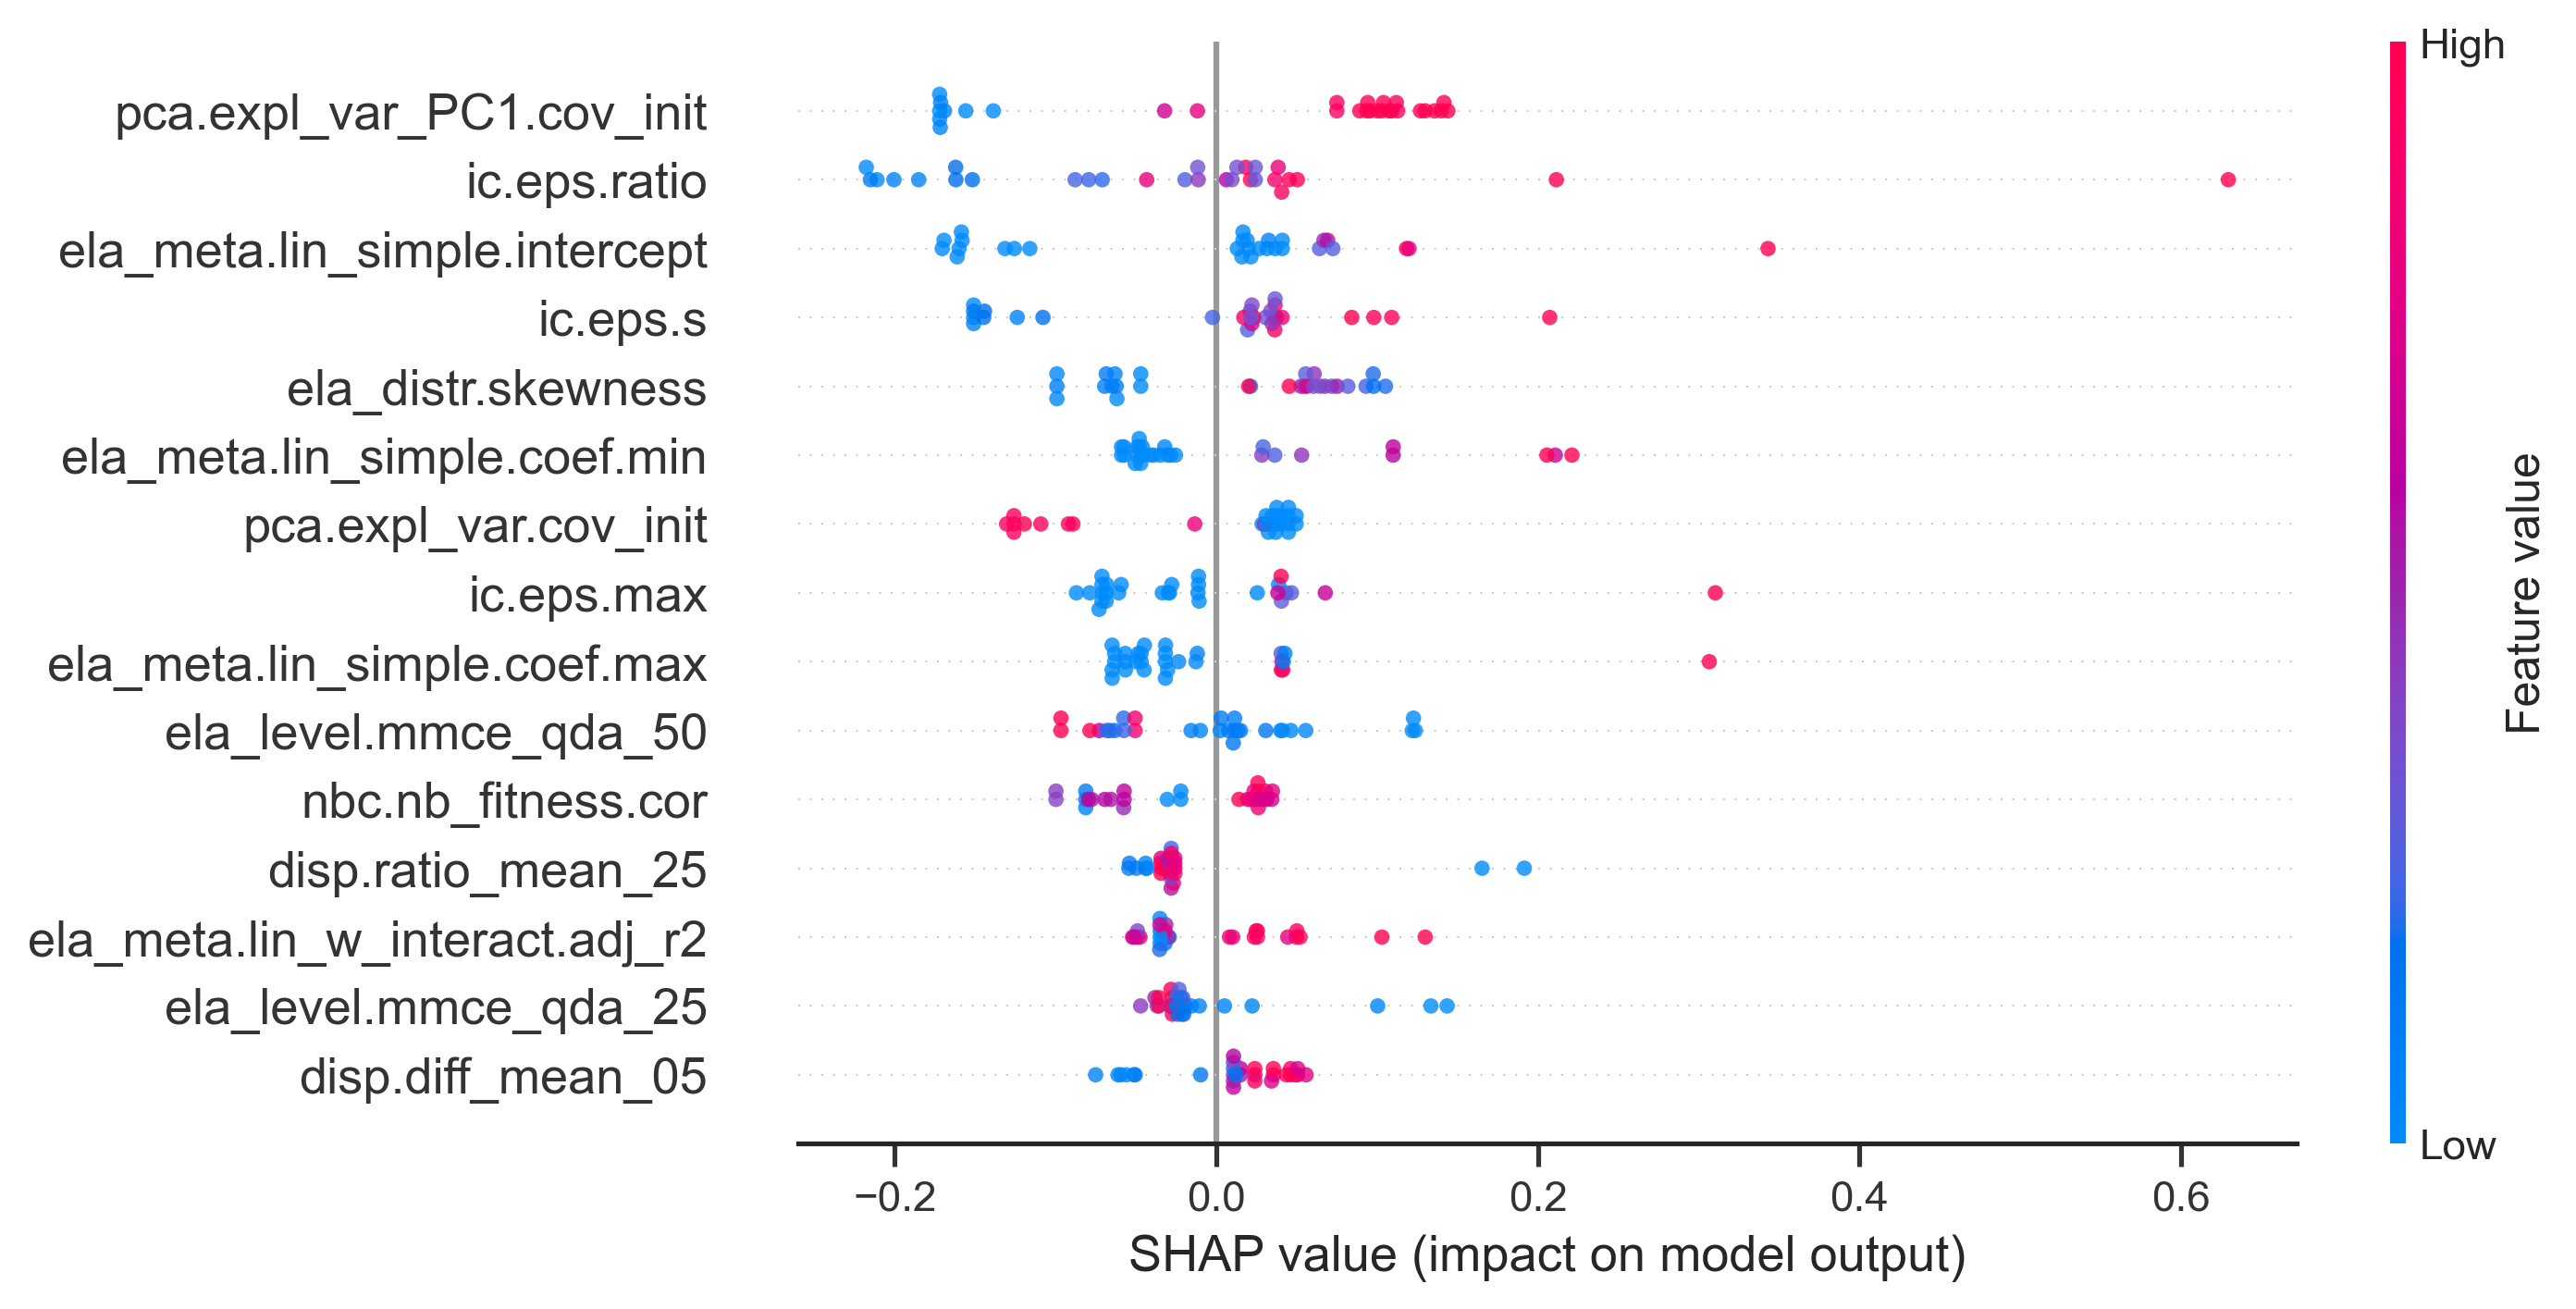 High
pca.expl_var_PC1.cov_init
ic.eps.ratio
ela_meta.lin_simple.intercept
ic.eps.s
ela_distr.skewness
ela_meta.lin_simple.coef.min
pca.expl_var.cov_init
ic.eps.max
ela_meta.lin_simple.coef.max
ela_level.mmce_qda_50
nbc.nb_fitness.cor
disp.ratio_mean_25
ela_meta.lin_w_interact.adj_r2
ela_level.mmce_qda_25
disp.diff_mean_05
Feature value
Low
−0.2 0.0 0.2 0.4 0.6
SHAP value (impact on model output)